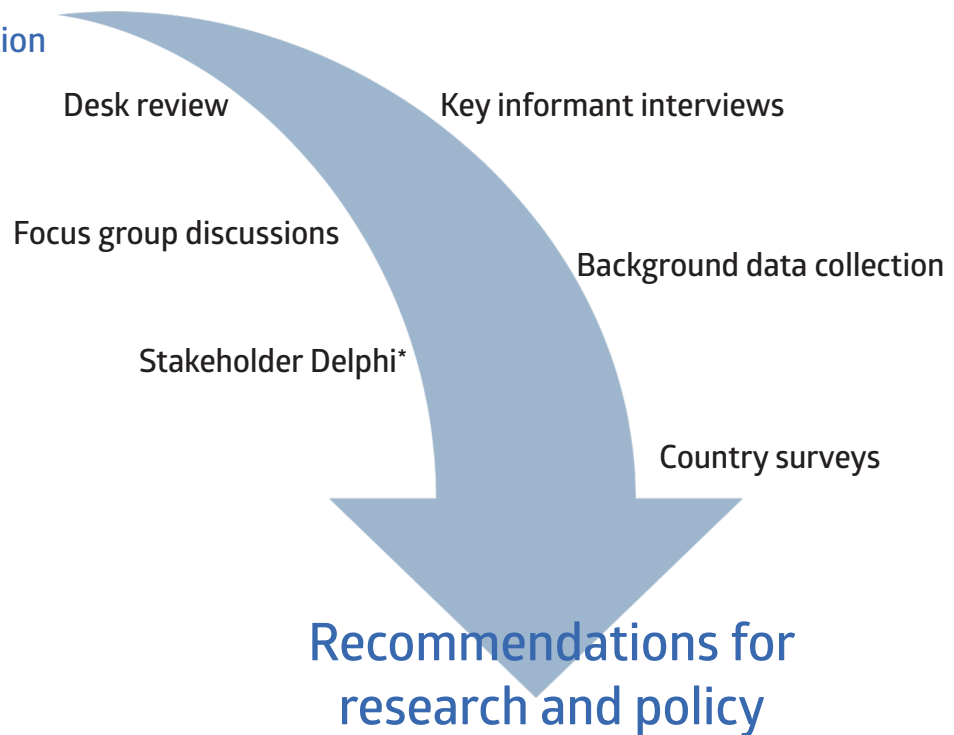 Desk review
Key informant interviews
Focus group discussions
Background data collection
Stakeholder Delphi*
Country surveys
Recommendations for
research and policy